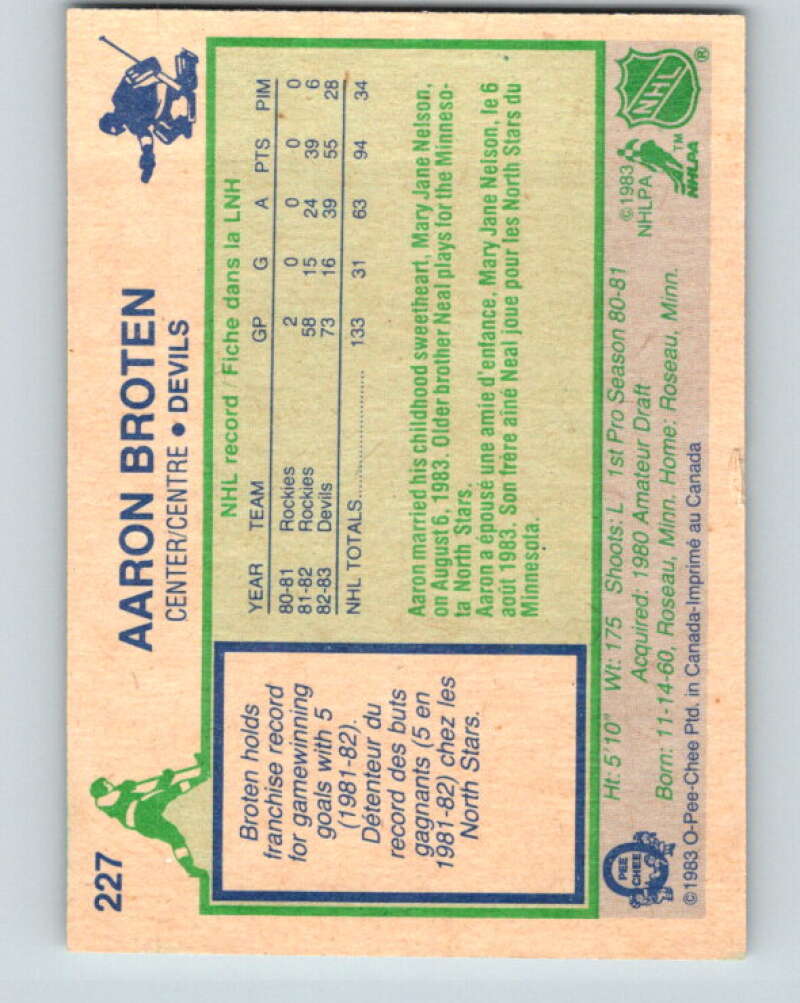 227
AARON BROTEN
CENTER/CENTRE • DEVILS
Broten holds
franchise record
for gamewinning
goals with 5
(1981-82).
Détenteur du
record des buts
gagnants (5 en
1981-82) chez les
North Stars.
NHL record / Fiche dans la LNH
YEAR TEAM GP G A PTS PIM
80-81 Rockies 2 0 0 0 0
81-82 Rockies 58 15 24 39 6
82-83 Devils 73 16 39 55 28
NHL TOTALS.................... 133 31 63 94 34
Aaron married his childhood sweetheart, Mary Jane Nelson,
on August 6, 1983. Older brother Neal plays for the Minneso-
ta North Stars.
Aaron a épousé une amie d'enfance, Mary Jane Nelson, le 6
août 1983. Son frère aîné Neal joue pour les North Stars du
Minnesota.
Ht: 5'10" Wt: 175 Shoots: L 1st Pro Season 80-81
Acquired: 1980 Amateur Draft
Born: 11-14-60, Roseau, Minn. Home: Roseau, Minn.
©1983 O-Pee-Chee Ptd. in Canada-Imprimé au Canada
O
PEE
CHEE
©1983
NHLPA
NHLPA
TM
NHL
®